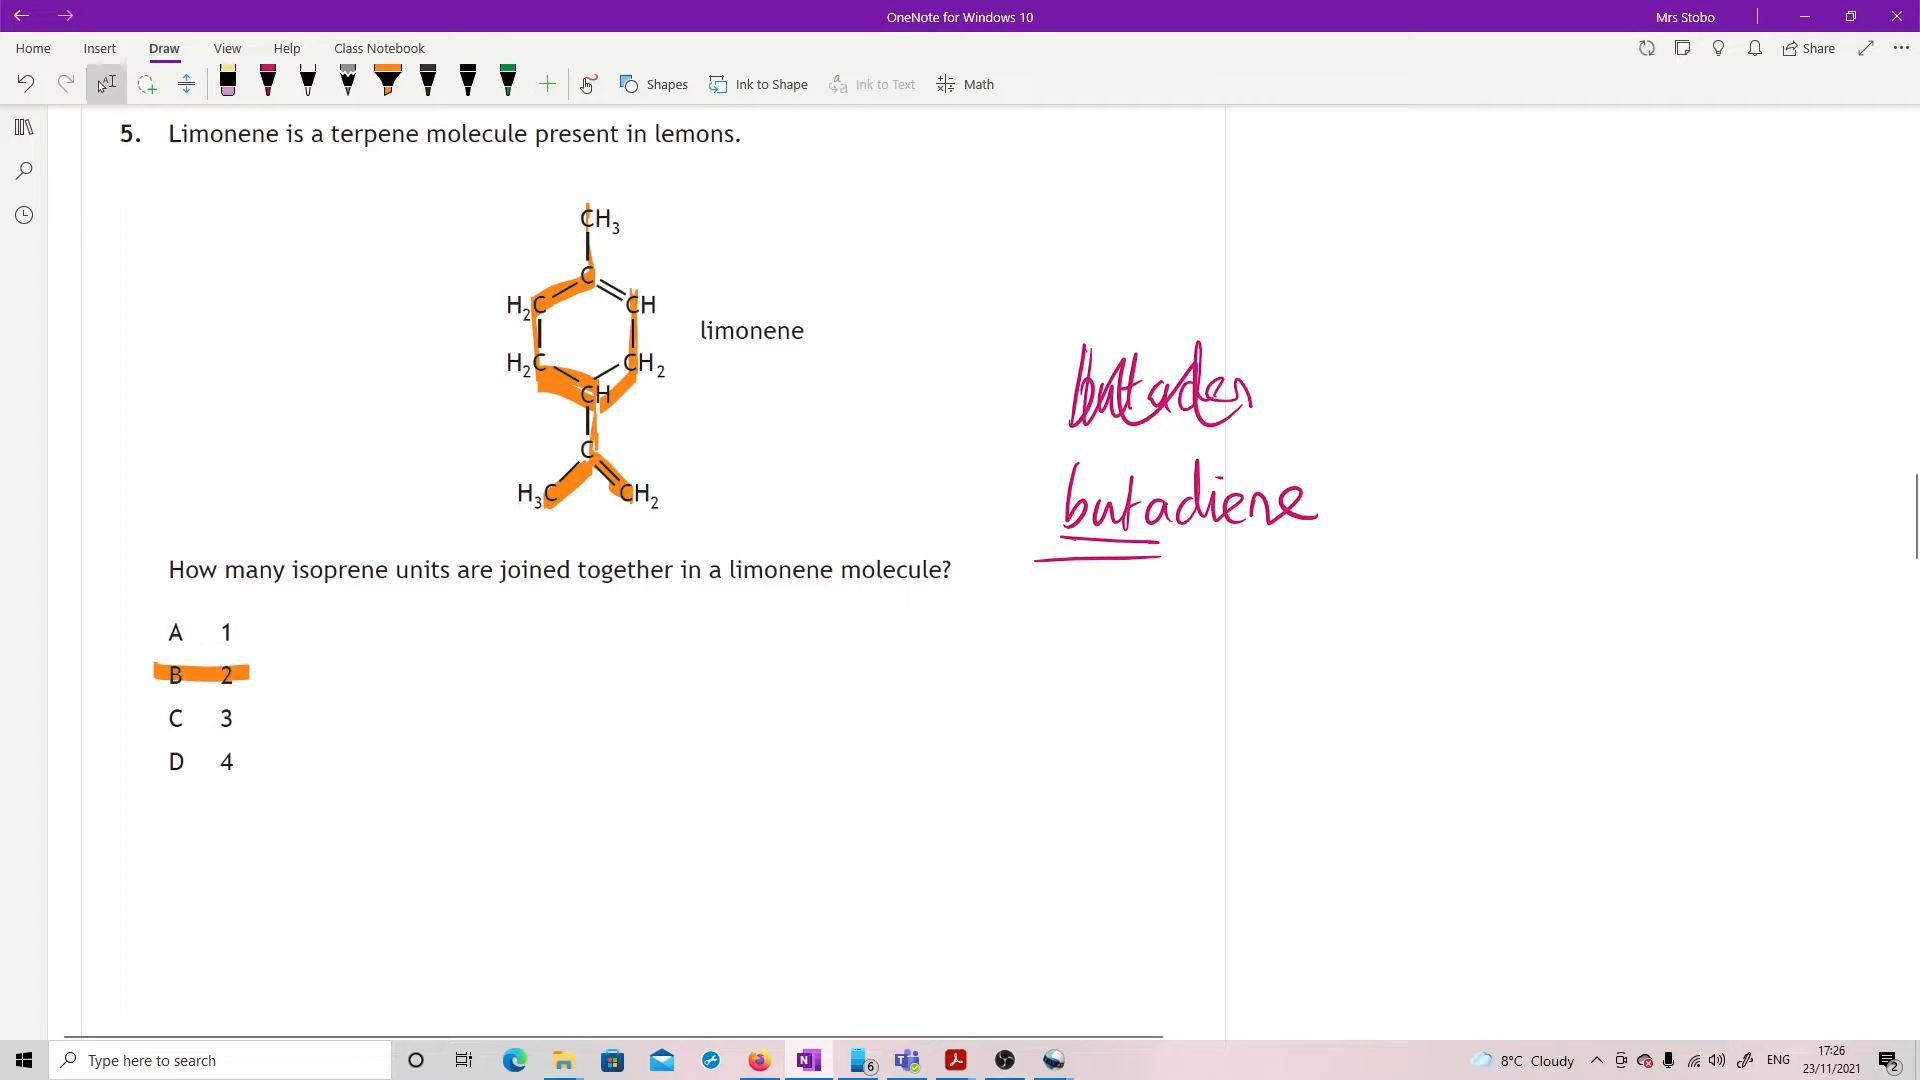 OneNote for Windows 10
Mrs Stobo
Home Insert Draw View Help Class Notebook
Share
Shapes Ink to Shape Ink to Text Math
5. Limonene is a terpene molecule present in lemons.
CH3
C
H2C CH
limonene
H2C CH2
CH
C
H3C CH2
butaden
butadiene
How many isoprene units are joined together in a limonene molecule?
A 1
B 2
C 3
D 4
Type here to search
6
8°C Cloudy
ENG
17:26
23/11/2021
2